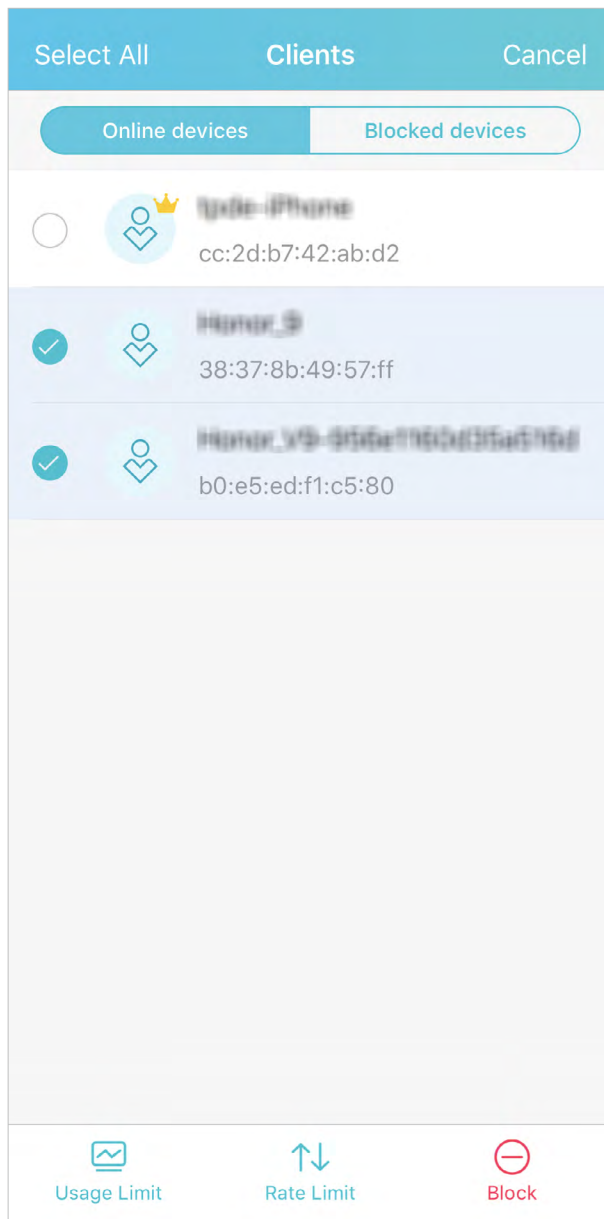 Select All Clients Cancel
Online devices Blocked devices
cc:2d:b7:42:ab:d2
Honor_9
38:37:8b:49:57:ff
b0:e5:ed:f1:c5:80
Usage Limit Rate Limit Block